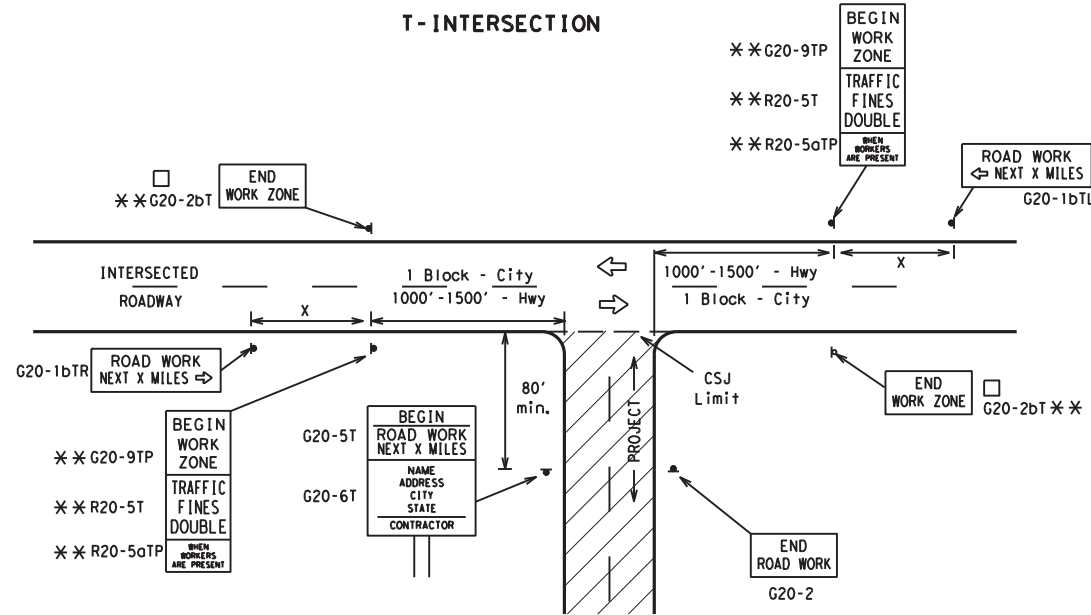 T-INTERSECTION
BEGIN
WORK
ZONE
TRAFFIC
FINES
DOUBLE
WHEN
WORKERS
ARE PRESENT
**G20-9TP
**R20-5T
**R20-5aTP
ROAD WORK
⇦ NEXT X MILES
G20-1bTL
□
**G20-2bT
END
WORK ZONE
INTERSECTED
ROADWAY
1 Block - City
1000'-1500' - Hwy
X
1000'-1500' - Hwy
1 Block - City
X
G20-1bTR
ROAD WORK
NEXT X MILES ⇨
80'
min.
CSJ
Limit
PROJECT
END
WORK ZONE
□
G20-2bT **
**G20-9TP
**R20-5T
**R20-5aTP
BEGIN
WORK
ZONE
TRAFFIC
FINES
DOUBLE
WHEN
WORKERS
ARE PRESENT
G20-5T
G20-6T
BEGIN
ROAD WORK
NEXT X MILES
NAME
ADDRESS
CITY
STATE
CONTRACTOR
END
ROAD WORK
G20-2